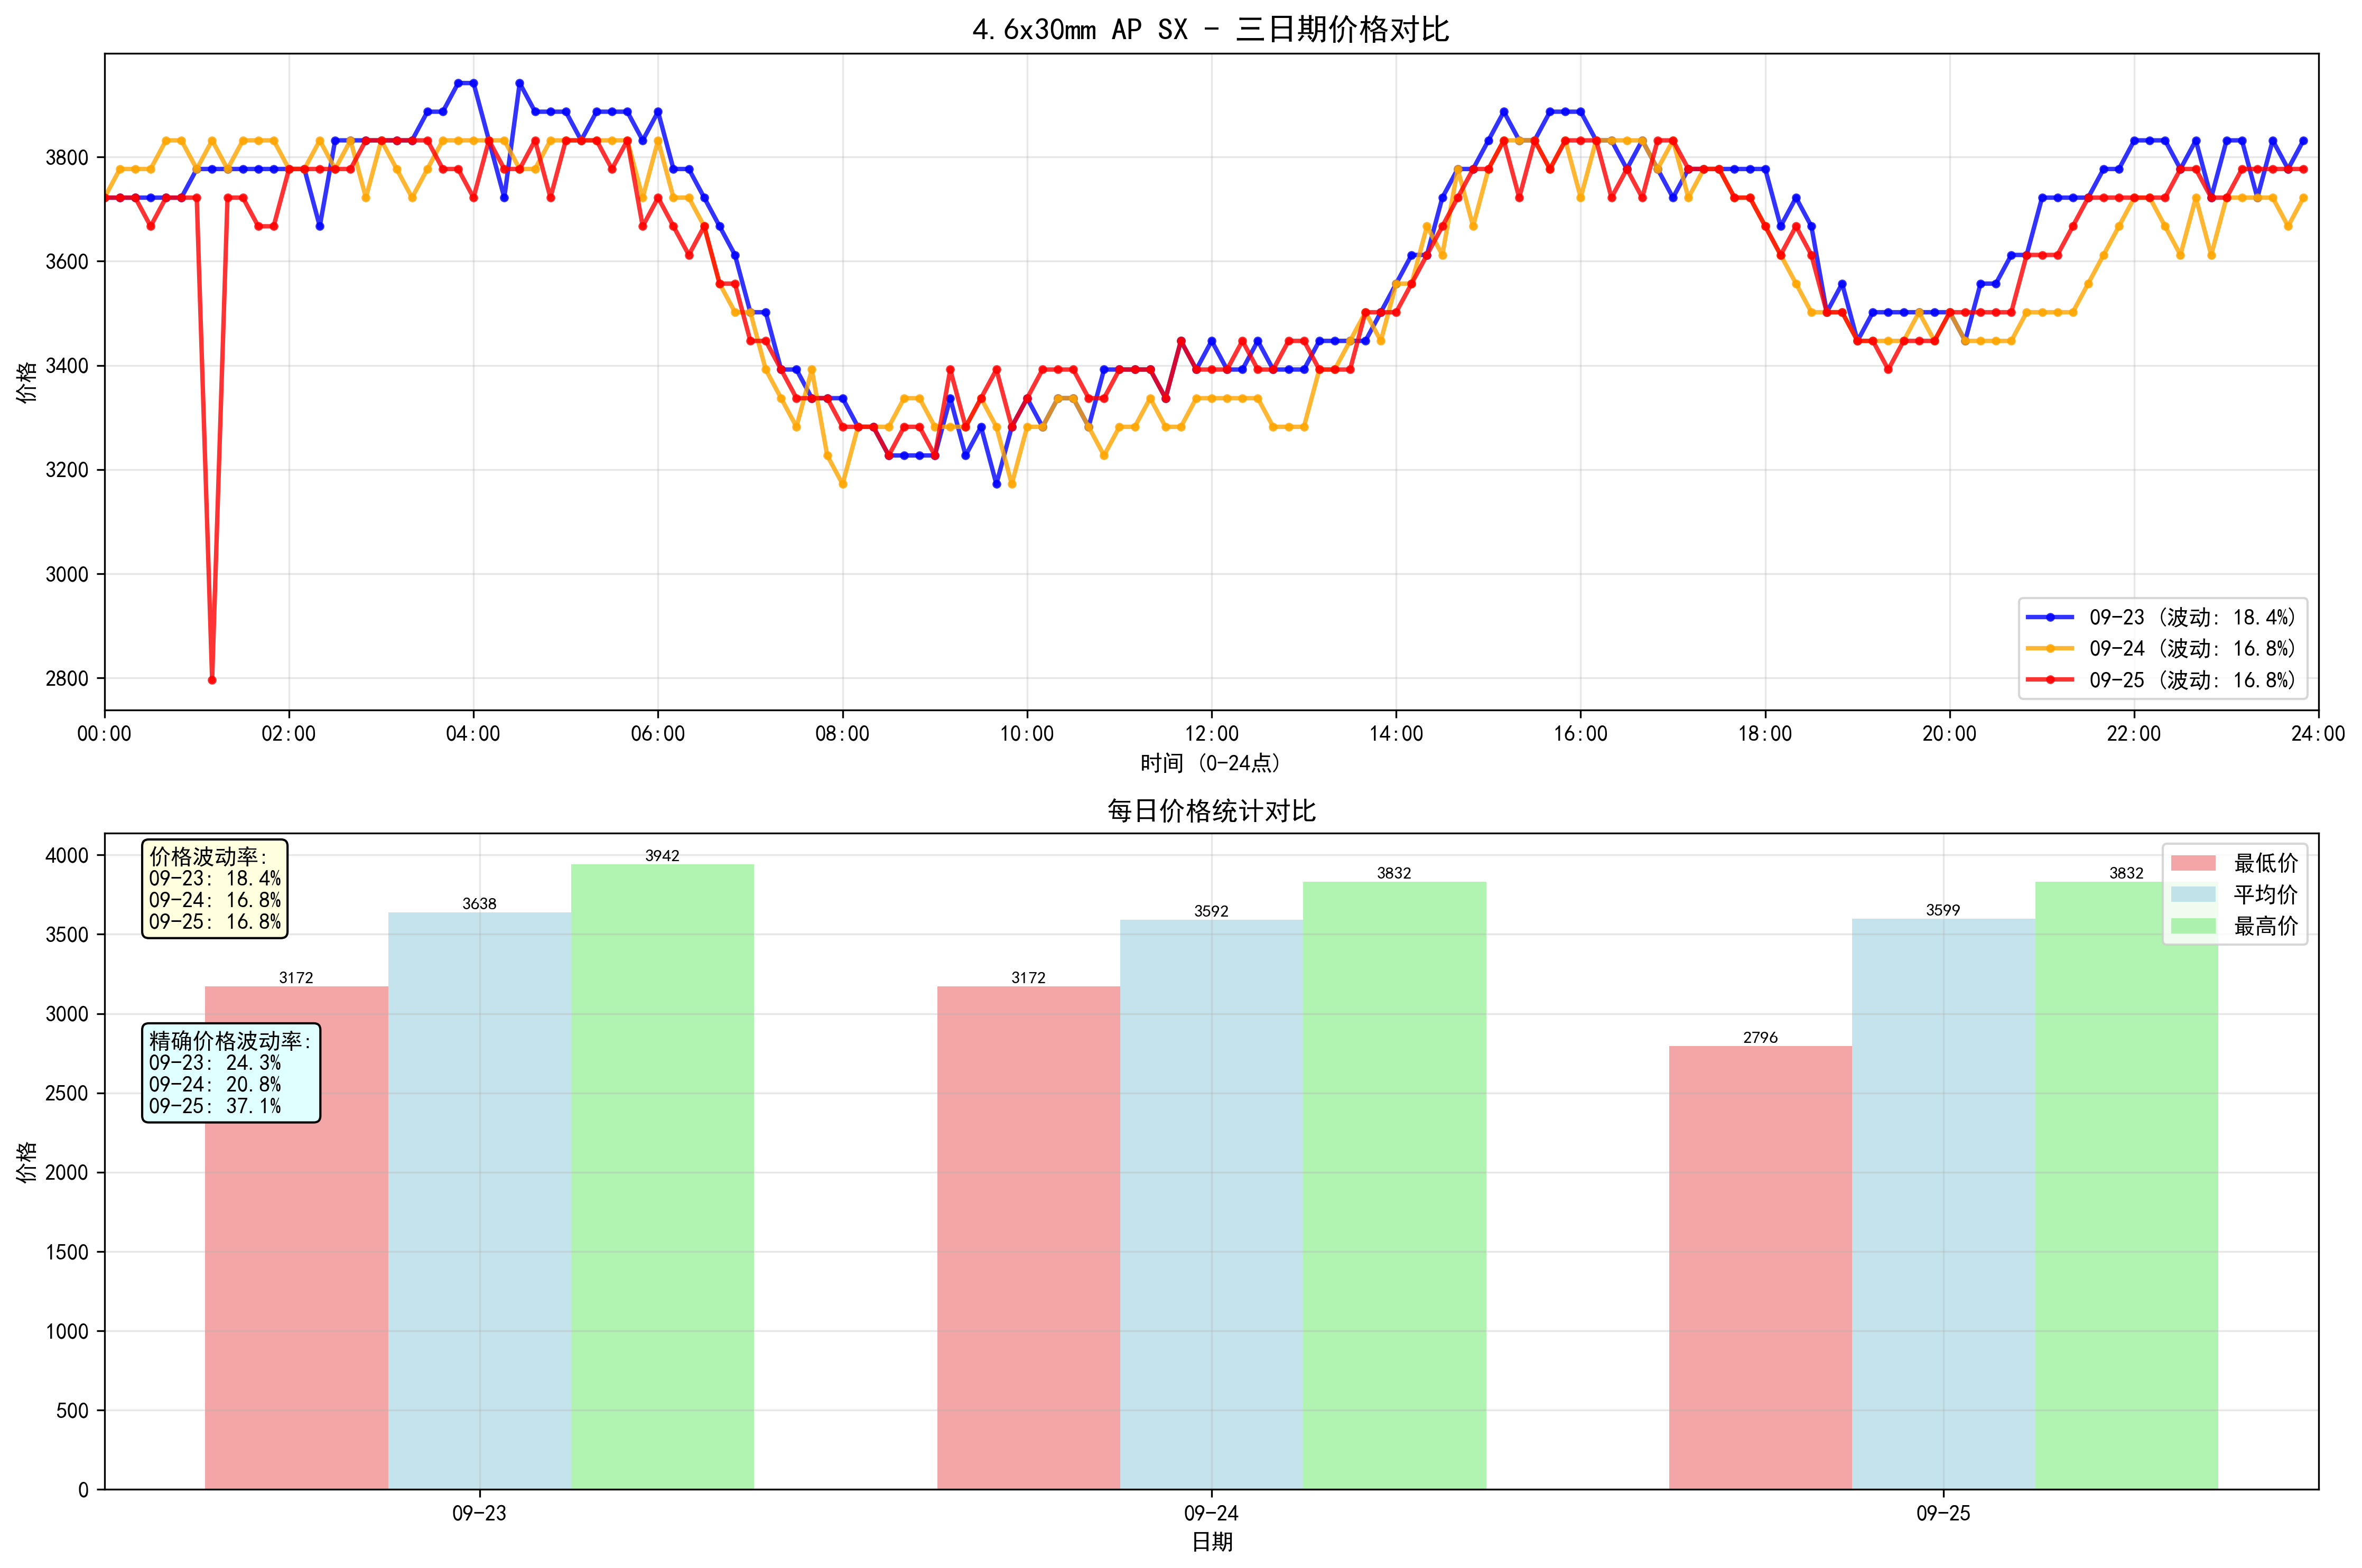 4.6x30mm AP SX - 三日期价格对比
价格
3800
3600
3400
3200
3000
2800
09-23 (波动: 18.4%)
09-24 (波动: 16.8%)
09-25 (波动: 16.8%)
00:00 02:00 04:00 06:00 08:00 10:00 12:00 14:00 16:00 18:00 20:00 22:00 24:00
时间 (0-24点)
每日价格统计对比
价格
4000
3500
3000
2500
2000
1500
1000
500
0
价格波动率:
09-23: 18.4%
09-24: 16.8%
09-25: 16.8%
精确价格波动率:
09-23: 24.3%
09-24: 20.8%
09-25: 37.1%
3172 3638 3942
3172 3592 3832
2796 3599 3832
最低价
平均价
最高价
09-23 09-24 09-25
日期